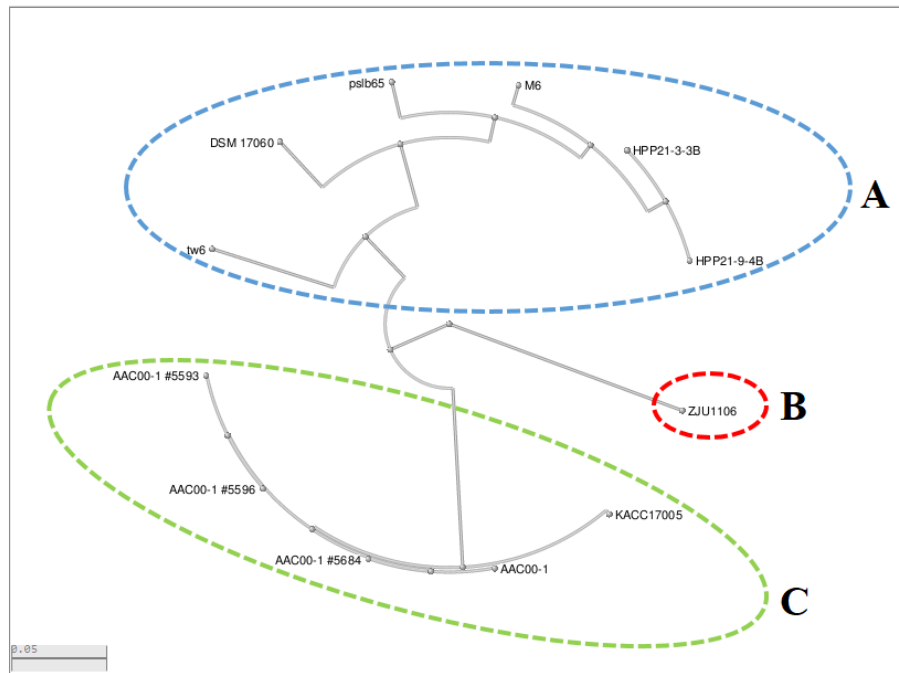 pslb65
M6
DSM 17060
HPP21-3-3B
A
tw6
HPP21-9-4B
AAC00-1 #5593
B
ZJU1106
AAC00-1 #5596
KACC17005
AAC00-1 #5684
AAC00-1
C
0.05